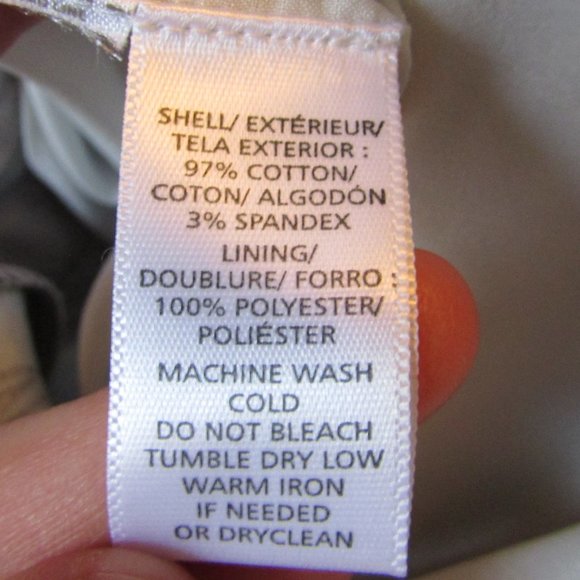 SHELL/ EXTÉRIEUR/
TELA EXTERIOR :
97% COTTON/
COTON/ ALGODÓN
3% SPANDEX
LINING/
DOUBLURE/ FORRO :
100% POLYESTER/
POLIÉSTER
MACHINE WASH
COLD
DO NOT BLEACH
TUMBLE DRY LOW
WARM IRON
IF NEEDED
OR DRYCLEAN